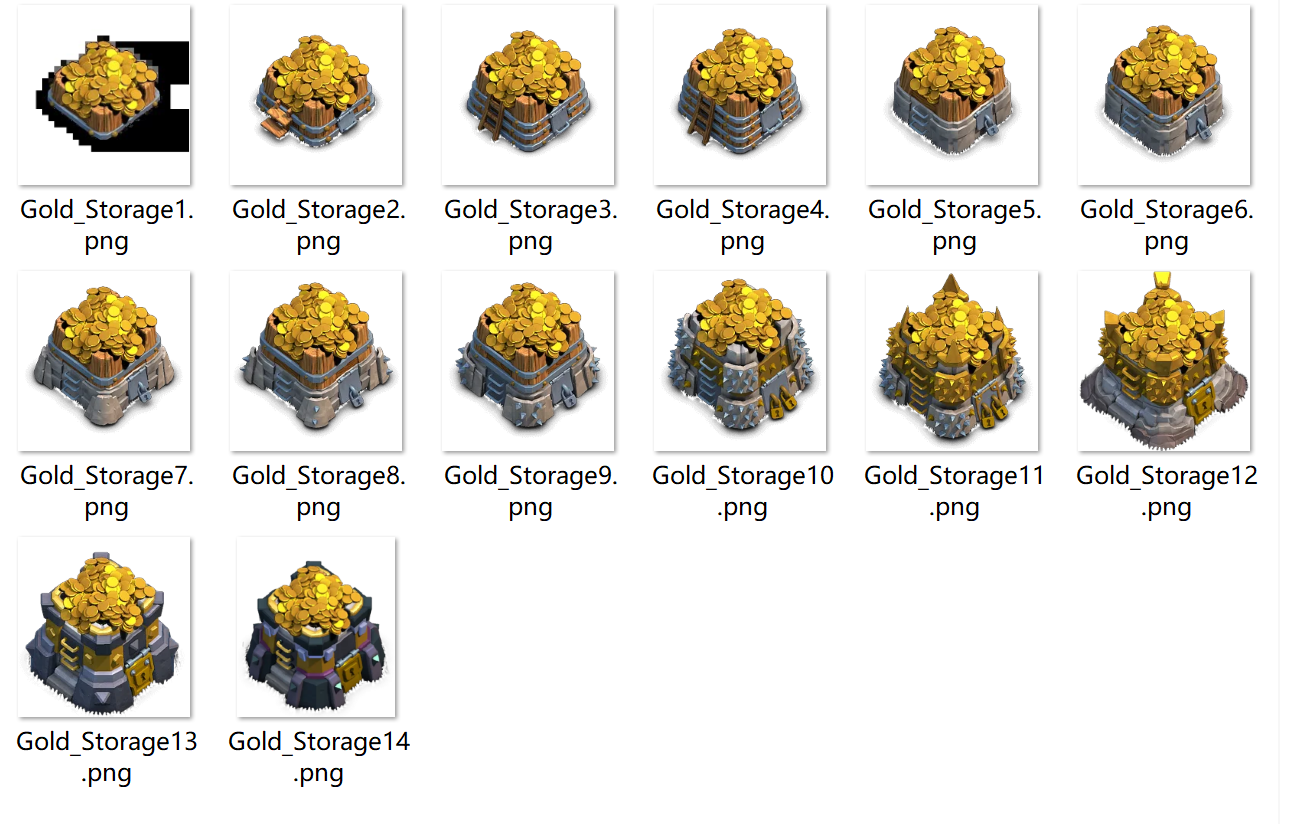 Gold_Storage1.
png
Gold_Storage2.
png
Gold_Storage3.
png
Gold_Storage4.
png
Gold_Storage5.
png
Gold_Storage6.
png
Gold_Storage7.
png
Gold_Storage8.
png
Gold_Storage9.
png
Gold_Storage10
.png
Gold_Storage11
.png
Gold_Storage12
.png
Gold_Storage13
.png
Gold_Storage14
.png